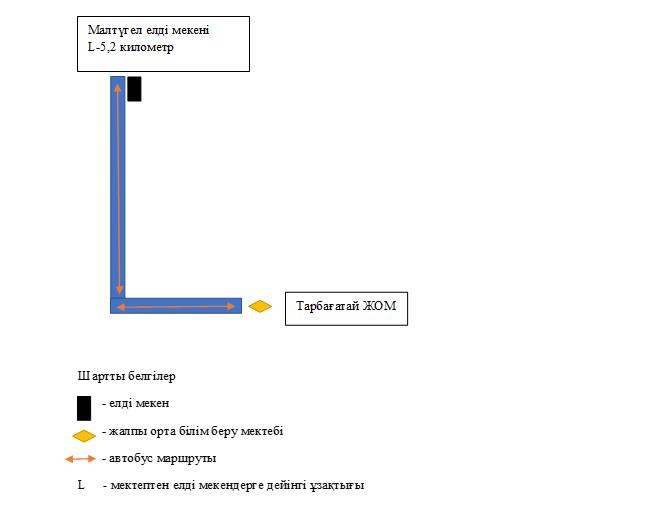 Малтүгел елді мекені
L-5,2 километр
Тарбағатай ЖОМ
Шартты белгілер
- елді мекен
- жалпы орта білім беру мектебі
- автобус маршруты
L - мектептен елді мекендерге дейінгі ұзақтығы